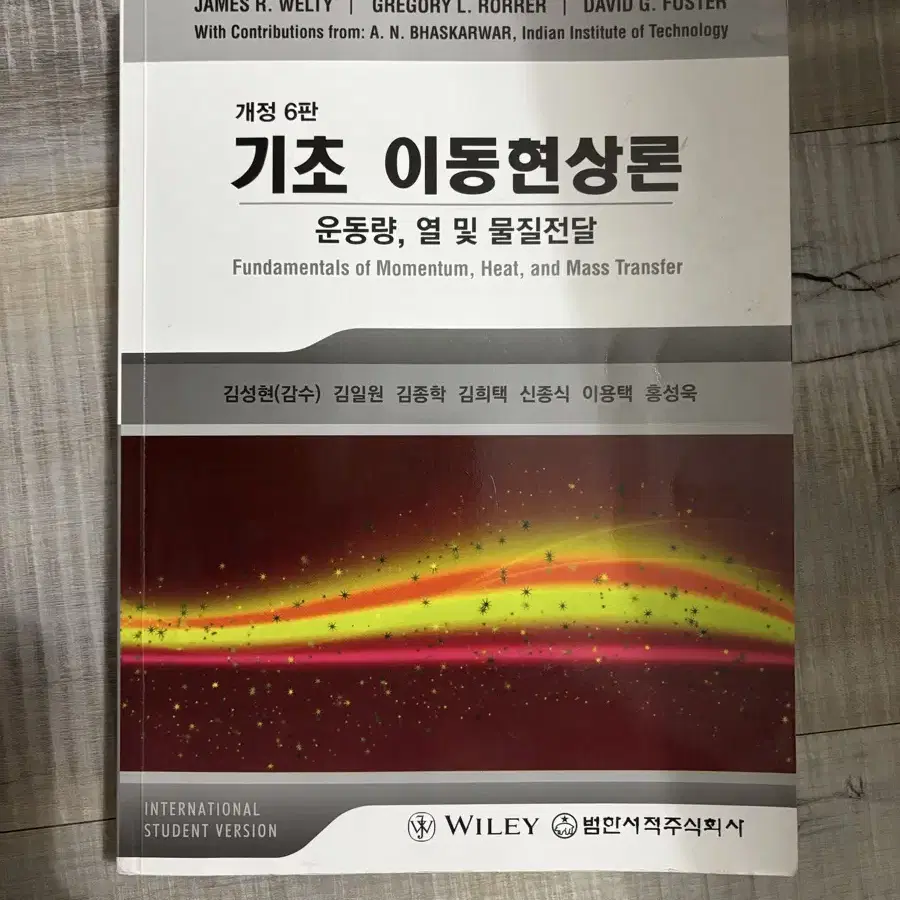 JAMES R. WELTY | GREGORY L. RORRER | DAVID G. FOSTER
With Contributions from: A. N. BHASKARWAR, Indian Institute of Technology
개정 6판
기초 이동현상론
운동량, 열 및 물질전달
Fundamentals of Momentum, Heat, and Mass Transfer
김성현(감수) 김일원 김종학 김희택 신종식 이용택 홍성욱
INTERNATIONAL
STUDENT VERSION
WILEY 범한서적주식회사